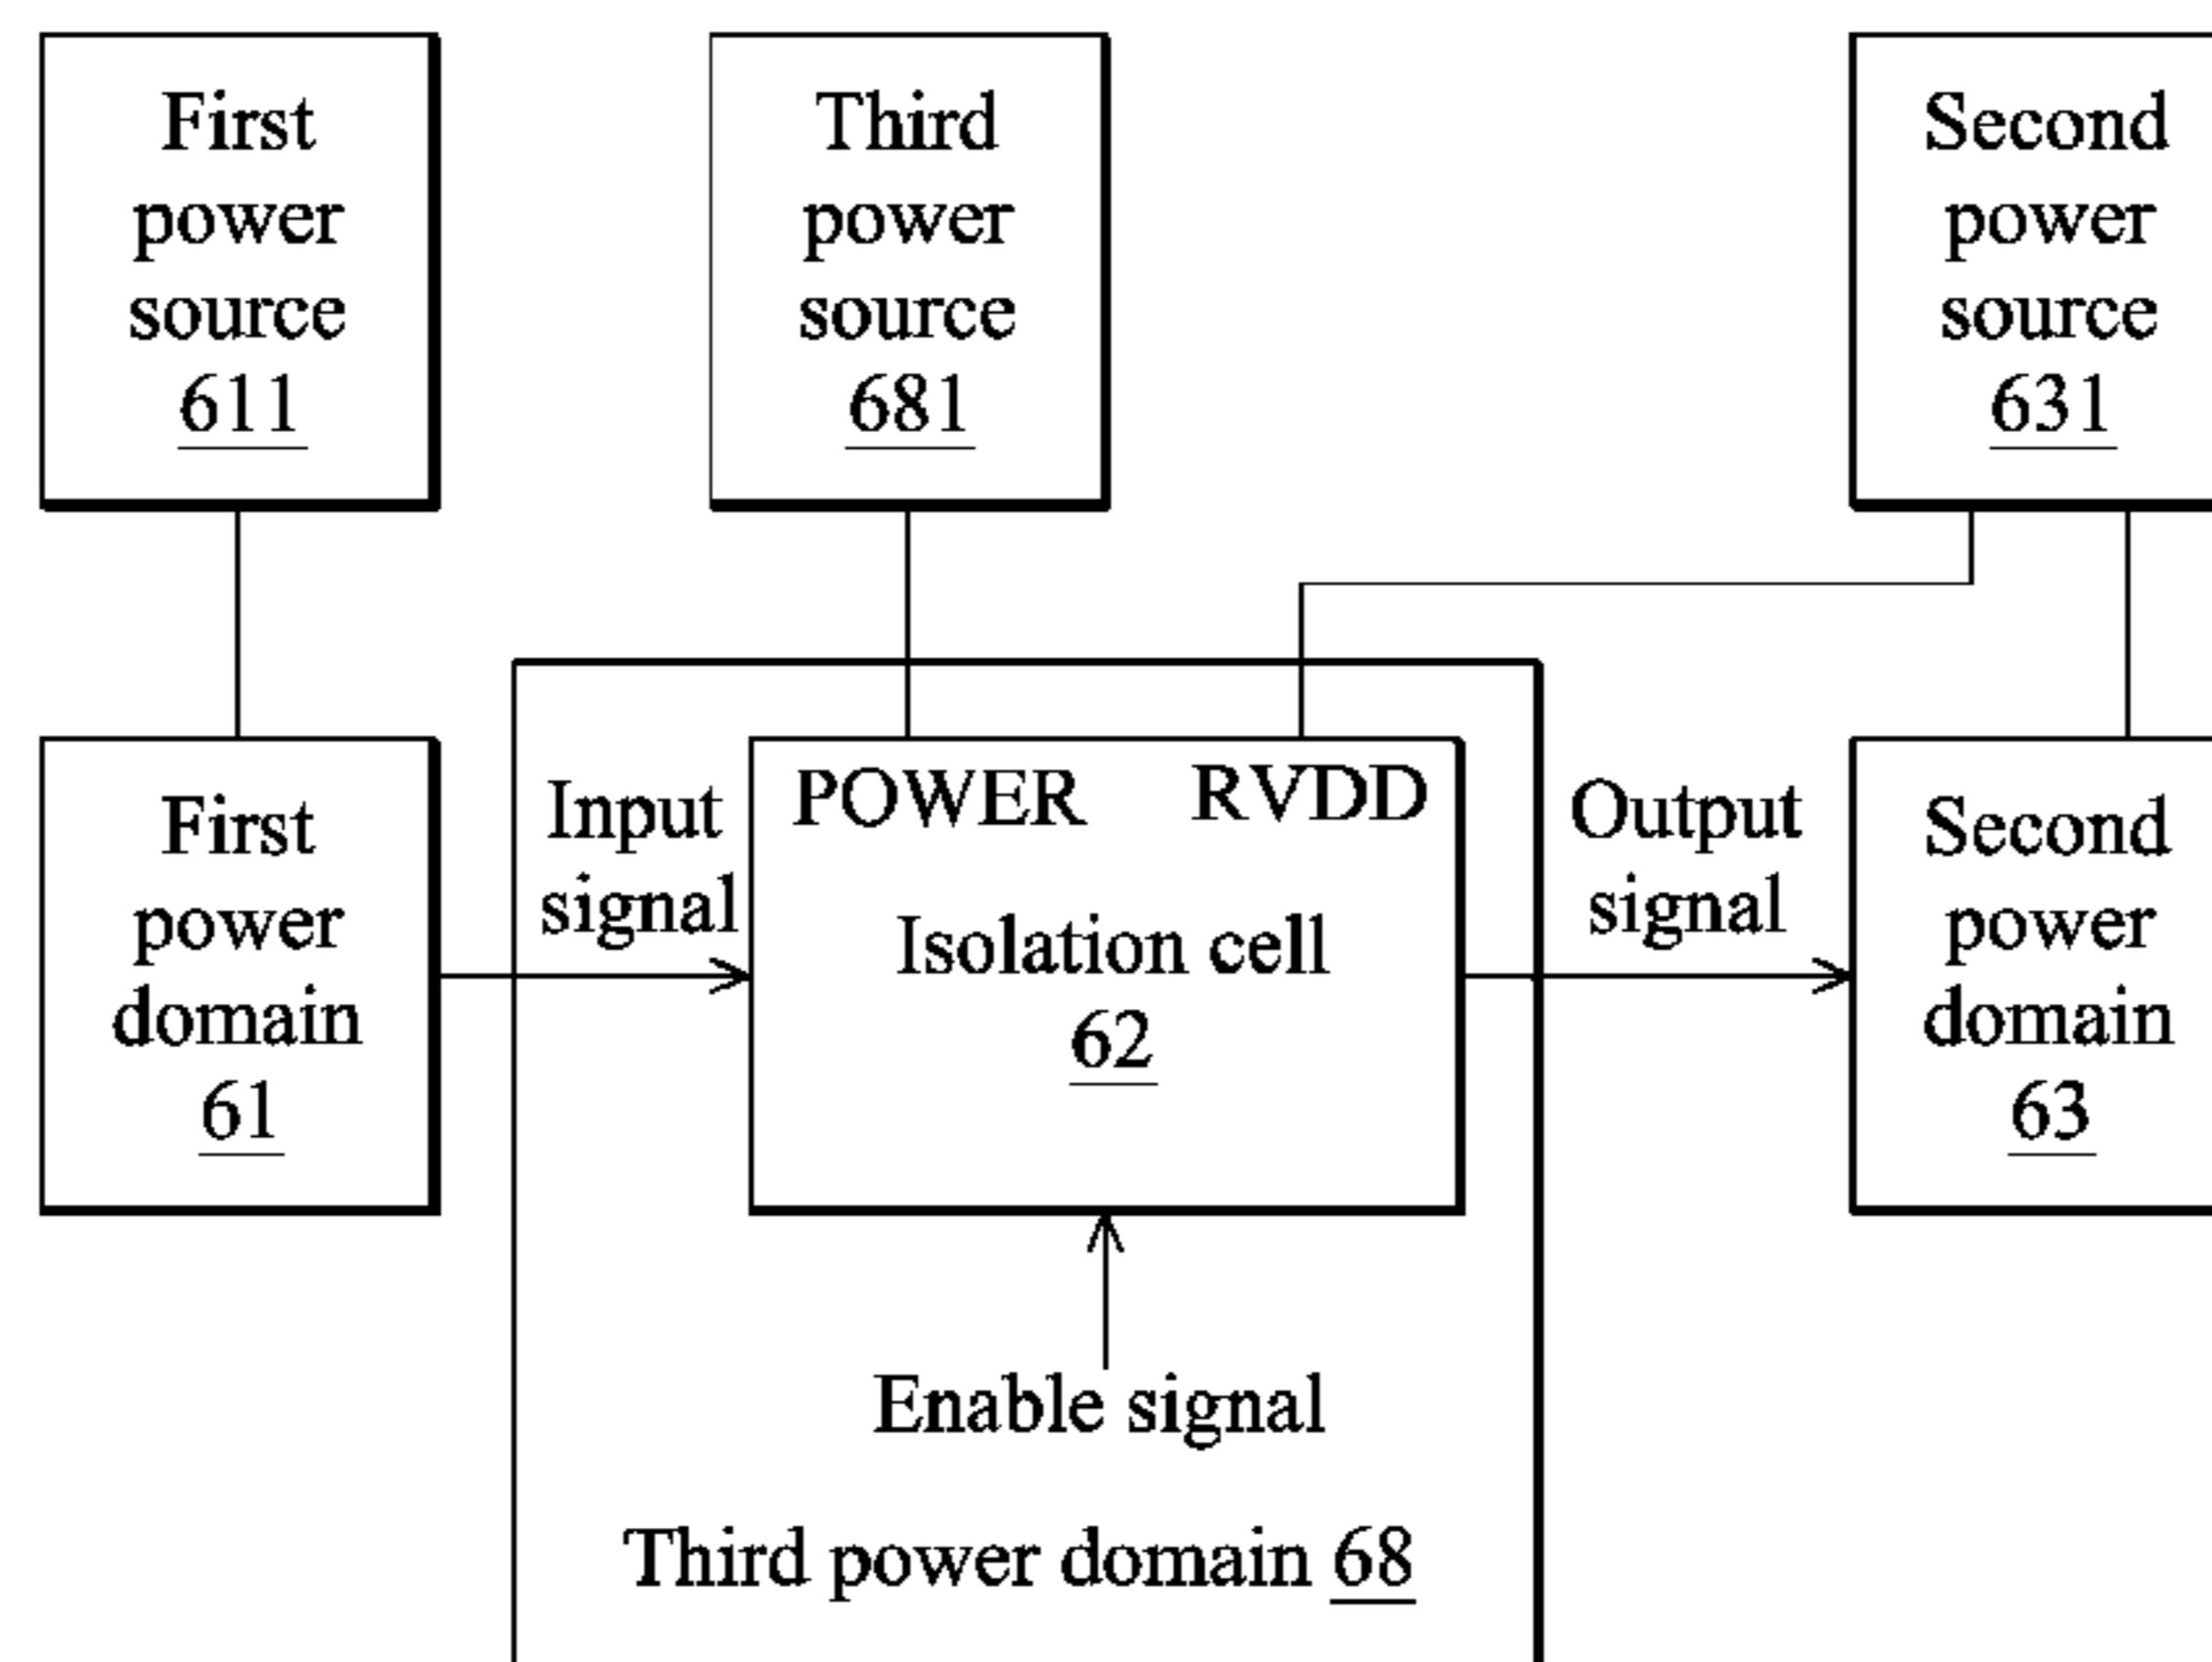 First
power
source
611
Third
power
source
681
Second
power
source
631
First
power
domain
61
Input
signal
POWER
RVDD
Isolation cell
62
Output
signal
Second
power
domain
63
Enable signal
Third power domain 68